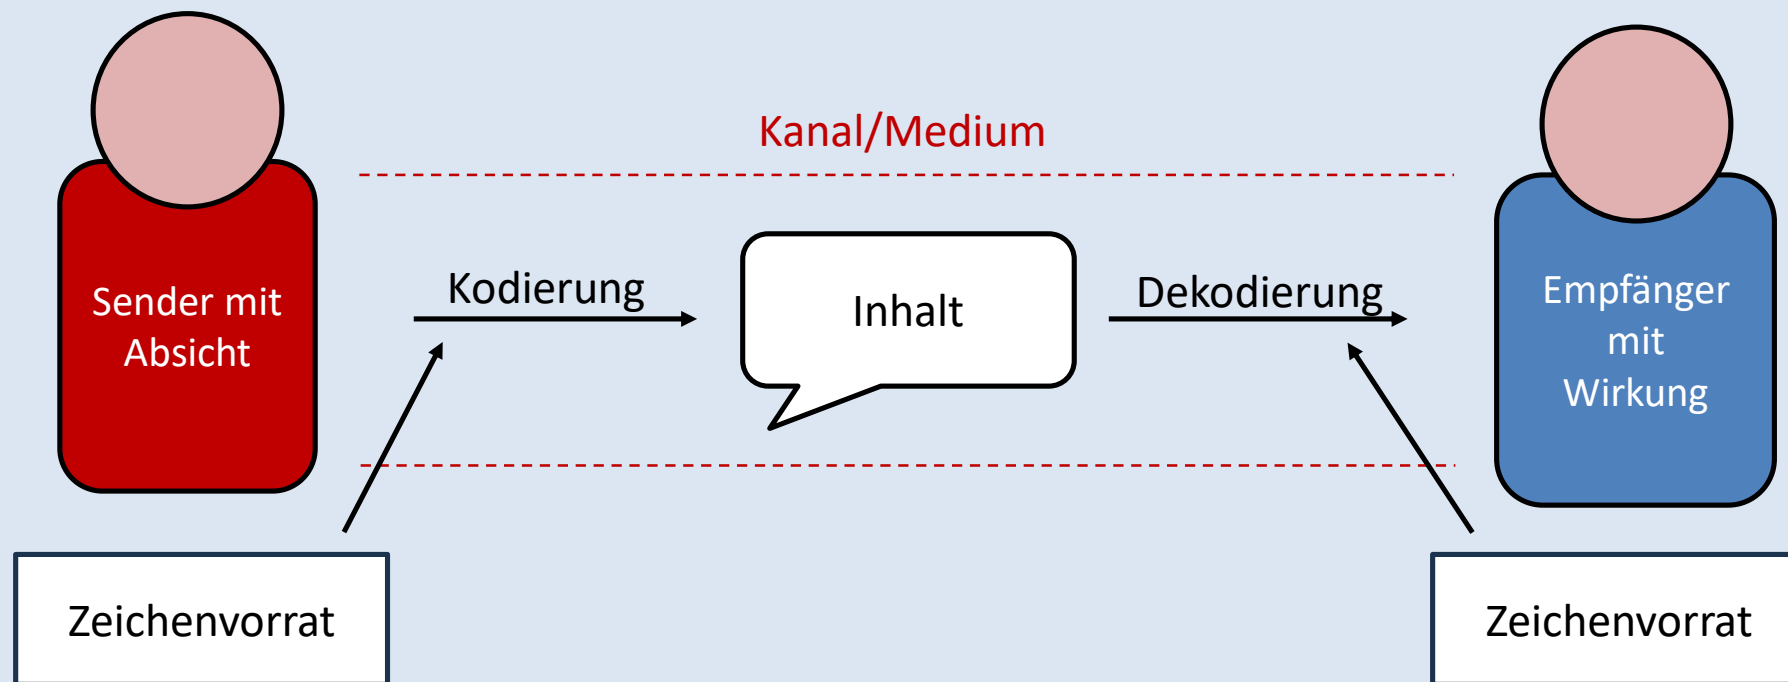 Kanal/Medium
Sender mit
Absicht
Kodierung
Inhalt
Dekodierung
Empfänger
mit
Wirkung
Zeichenvorrat
Zeichenvorrat